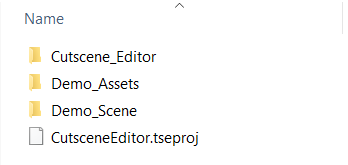 Name
Cutscene_Editor
Demo_Assets
Demo_Scene
CutsceneEditor.tseproj